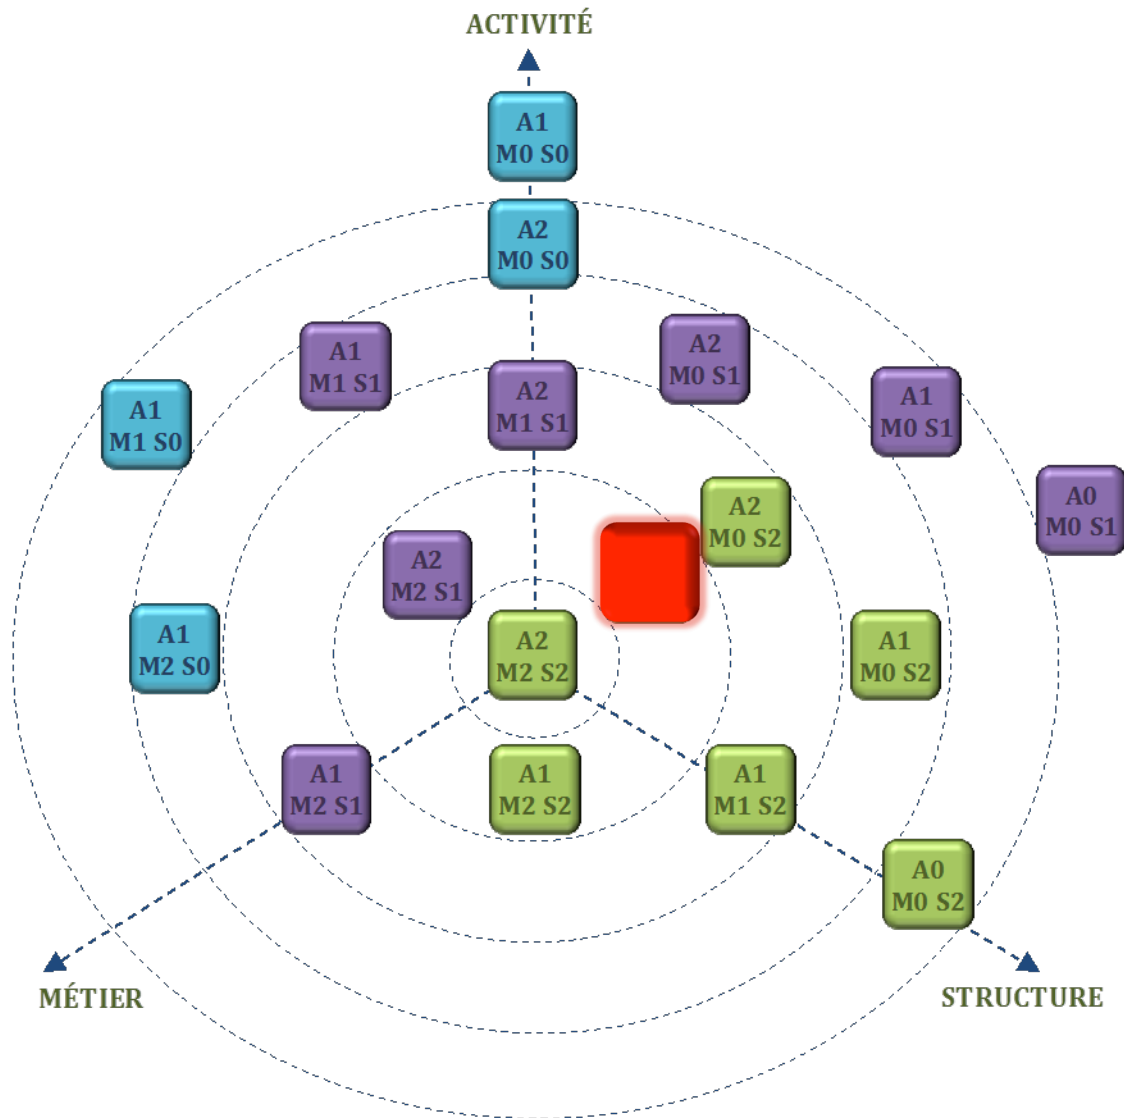 ACTIVITÉ
A1
M0 S0
A2
M0 S0
A1
M1 S1
A2
M0 S1
A2
M1 S1
A1
M1 S0
A1
M0 S1
A0
M0 S1
A2
M0 S2
A2
M2 S1
A1
M2 S0
A2
M2 S2
A1
M0 S2
A1
M2 S1
A1
M2 S2
A1
M1 S2
A0
M0 S2
MÉTIER
STRUCTURE